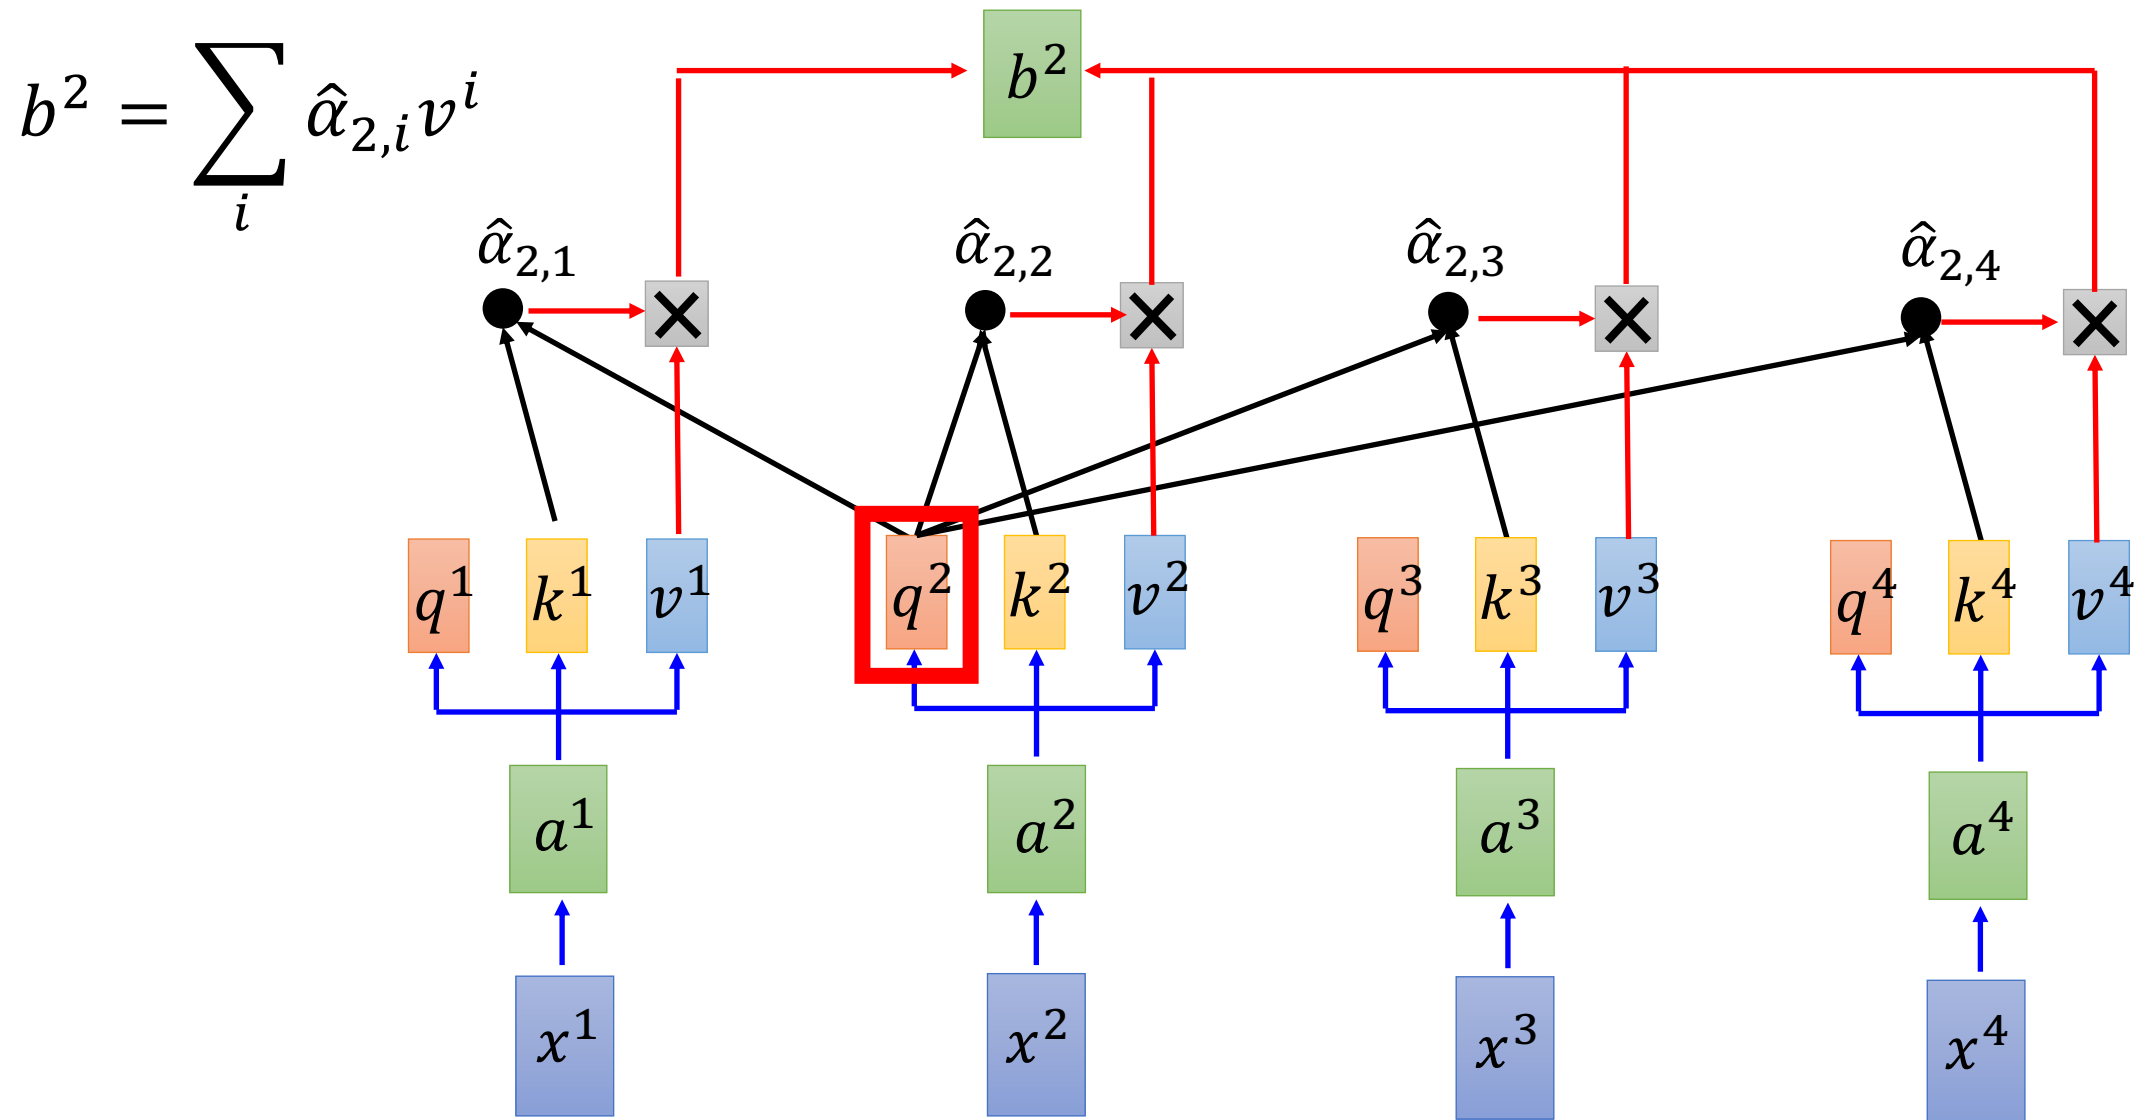 b² = ∑ᵢ α̂₂,ᵢvⁱ
b²
α̂₂,₁ α̂₂,₂ α̂₂,₃ α̂₂,₄
× × × ×
q¹ k¹ v¹ q² k² v² q³ k³ v³ q⁴ k⁴ v⁴
a¹ a² a³ a⁴
x¹ x² x³ x⁴